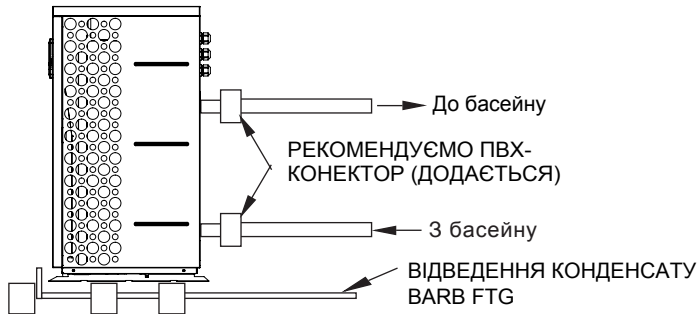 До басейну
РЕКОМЕНДУЄМО ПВХ-
КОНЕКТОР (ДОДАЄТЬСЯ)
З басейну
ВІДВЕДЕННЯ КОНДЕНСАТУ
BARB FTG